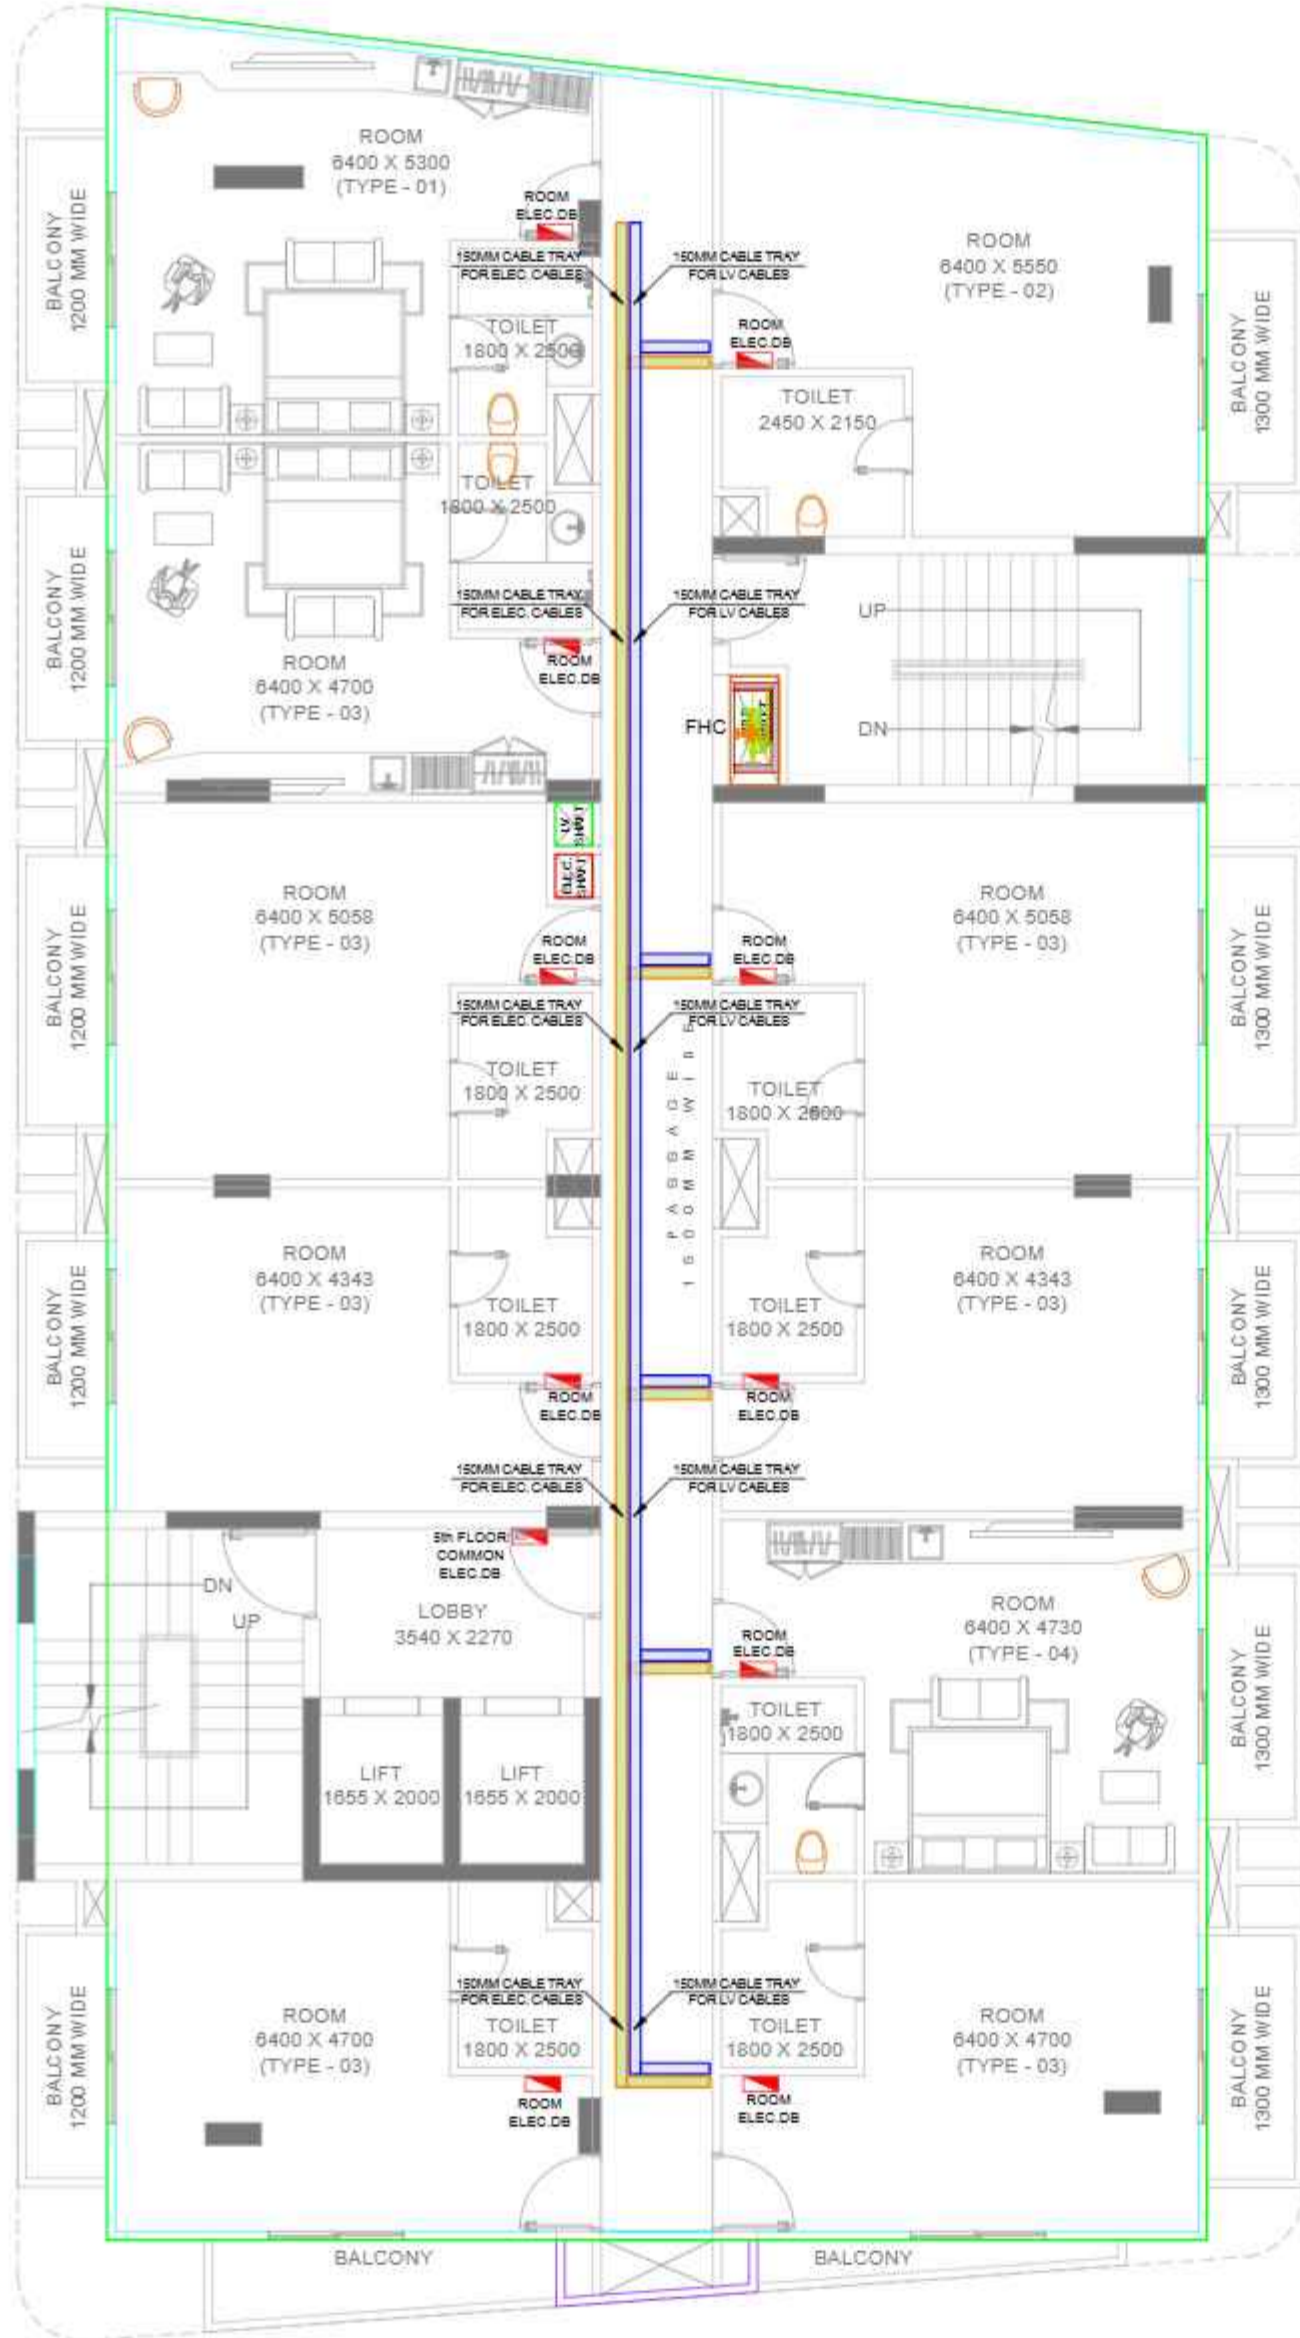 ROOM
6400 X 5300
(TYPE - 01)
ROOM
ELEC.DB
BALCONY
1200 MM WIDE
150MM CABLE TRAY
FOR ELEC. CABLES
150MM CABLE TRAY
FOR LV CABLES
ROOM
6400 X 5550
(TYPE - 02)
TOILET
1800 X 2500
ROOM
ELEC.DB
BALCONY
1300 MM WIDE
TOILET
2450 X 2150
TOILET
1800 X 2500
BALCONY
1200 MM WIDE
150MM CABLE TRAY
FOR ELEC. CABLES
150MM CABLE TRAY
FOR LV CABLES
UP
ROOM
6400 X 4700
(TYPE - 03)
ROOM
ELEC.DB
FHC
DN
LV
SHAFT
ELEC.
SHAFT
ROOM
6400 X 5058
(TYPE - 03)
ROOM
6400 X 5058
(TYPE - 03)
BALCONY
1200 MM WIDE
ROOM
ELEC.DB
ROOM
ELEC.DB
BALCONY
1300 MM WIDE
150MM CABLE TRAY
FOR ELEC. CABLES
150MM CABLE TRAY
FOR LV CABLES
TOILET
1800 X 2500
TOILET
1800 X 2500
PASSAGE
1500MM WIDE
ROOM
6400 X 4343
(TYPE - 03)
ROOM
6400 X 4343
(TYPE - 03)
BALCONY
1200 MM WIDE
TOILET
1800 X 2500
TOILET
1800 X 2500
BALCONY
1300 MM WIDE
ROOM
ELEC.DB
ROOM
ELEC.DB
150MM CABLE TRAY
FOR ELEC. CABLES
150MM CABLE TRAY
FOR LV CABLES
5th FLOOR
COMMON
ELEC.DB
DN
UP
LOBBY
3540 X 2270
ROOM
6400 X 4730
(TYPE - 04)
ROOM
ELEC.DB
BALCONY
1300 MM WIDE
TOILET
1800 X 2500
LIFT
1655 X 2000
LIFT
1655 X 2000
150MM CABLE TRAY
FOR ELEC. CABLES
150MM CABLE TRAY
FOR LV CABLES
BALCONY
1200 MM WIDE
ROOM
6400 X 4700
(TYPE - 03)
TOILET
1800 X 2500
TOILET
1800 X 2500
ROOM
6400 X 4700
(TYPE - 03)
BALCONY
1300 MM WIDE
ROOM
ELEC.DB
ROOM
ELEC.DB
BALCONY
BALCONY